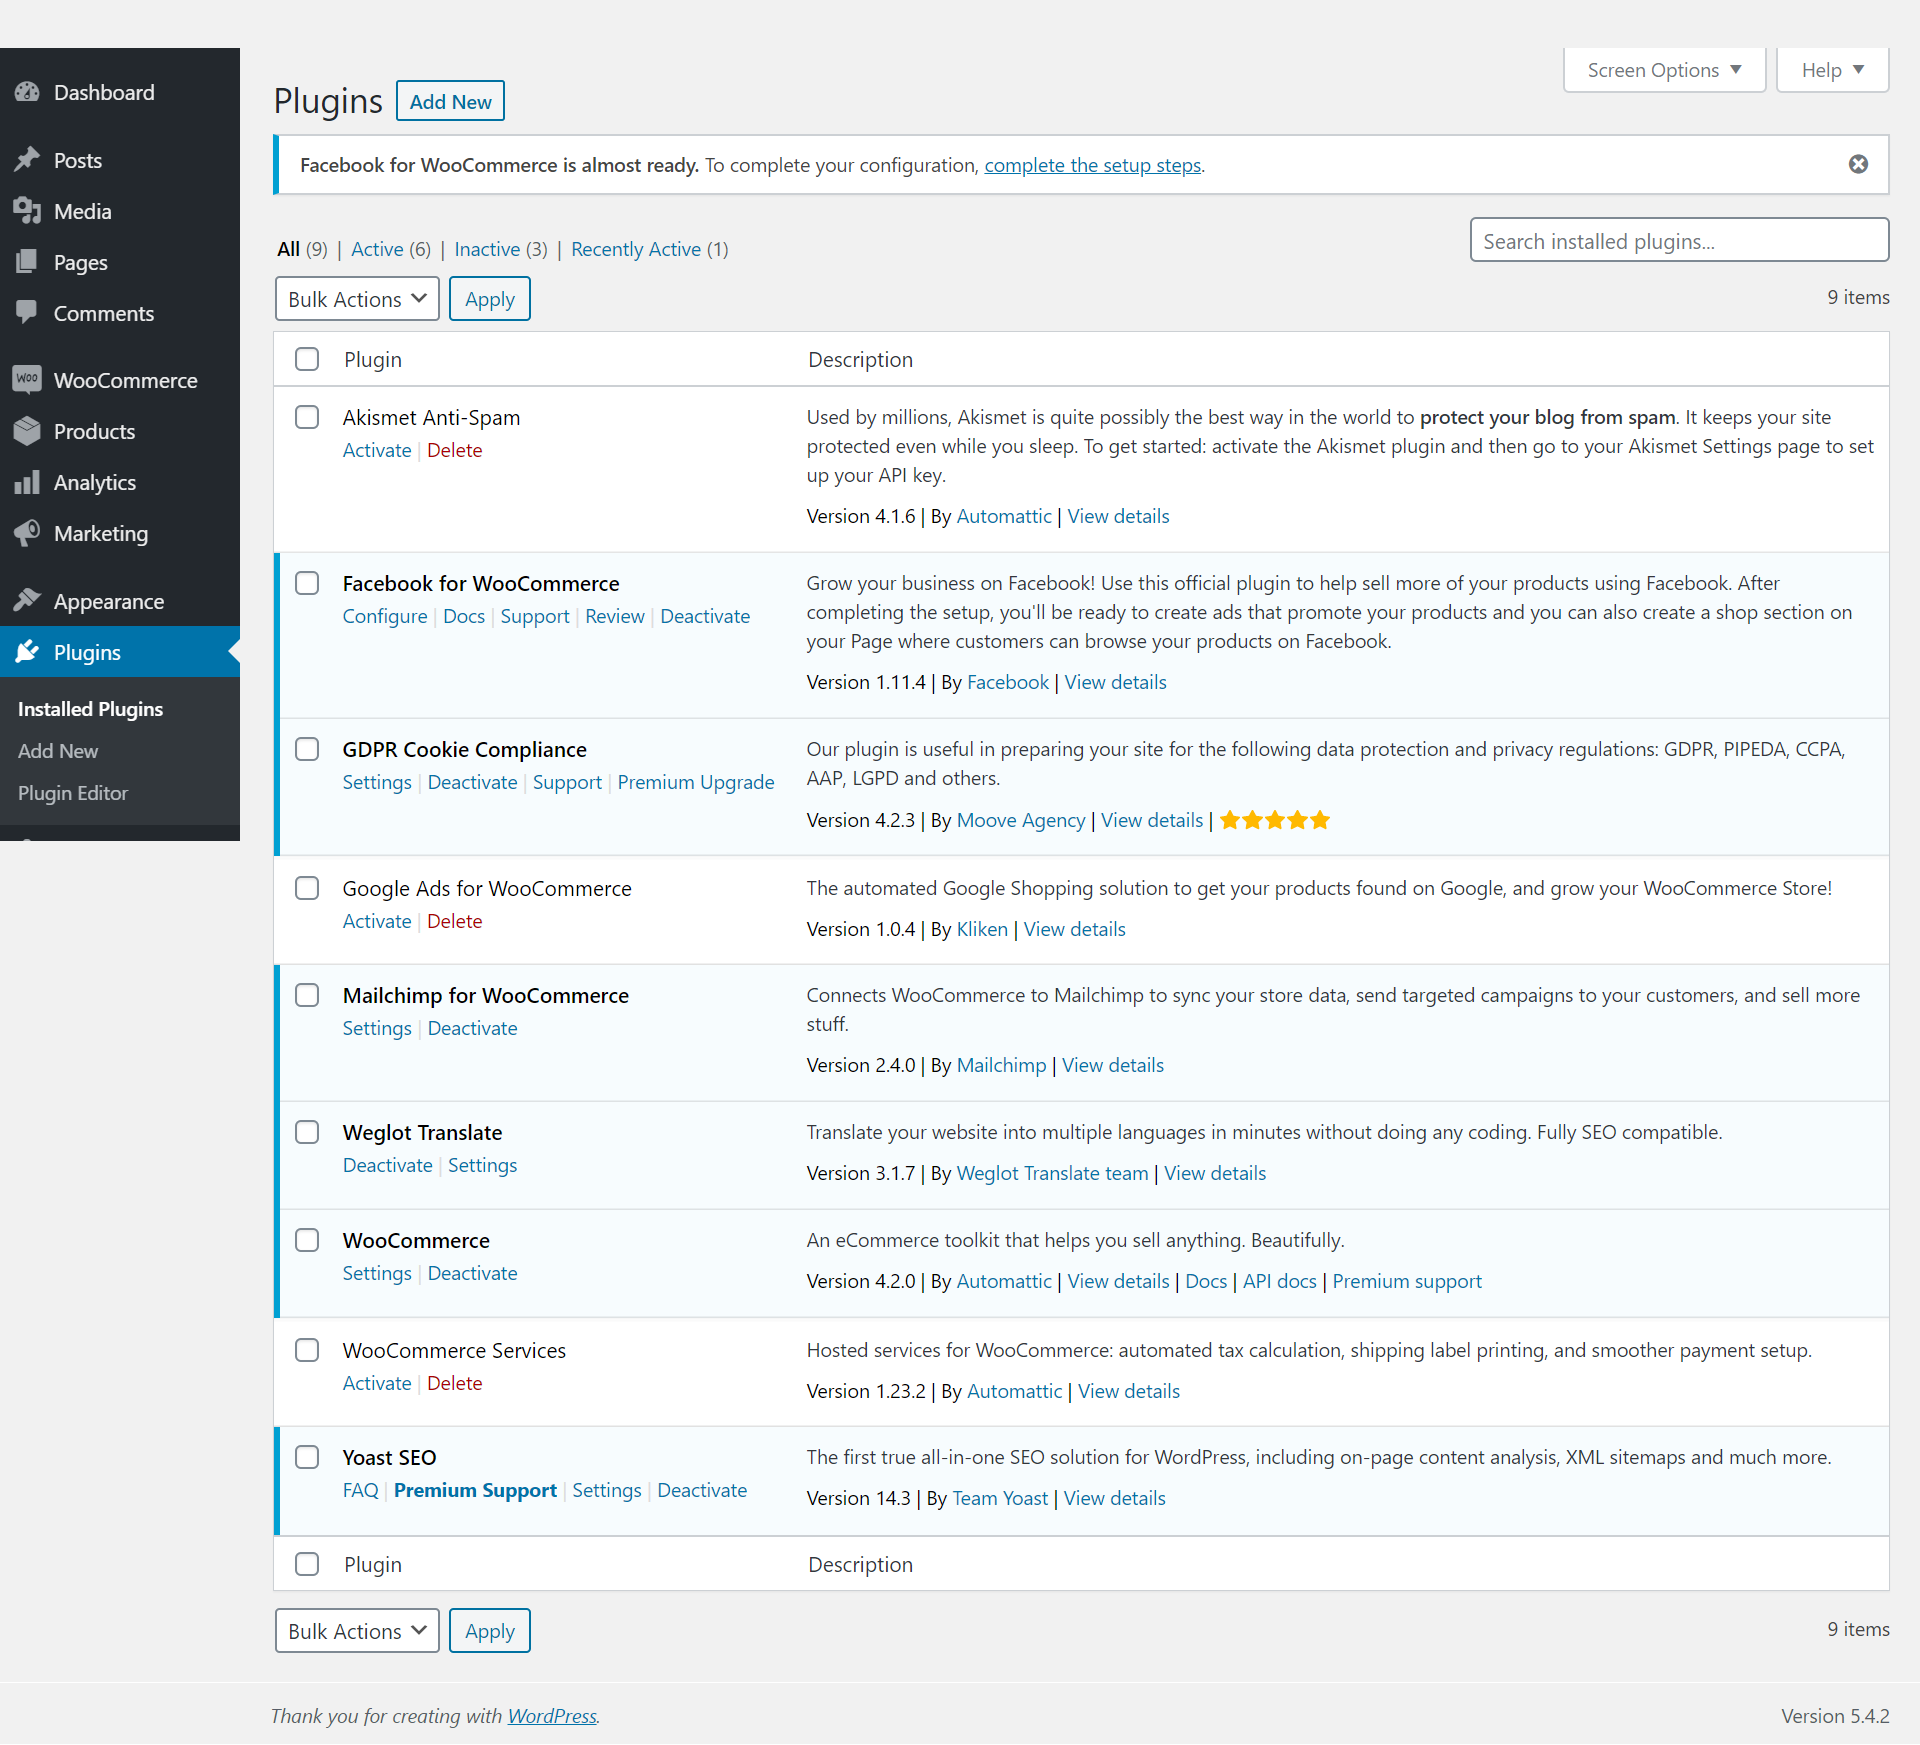 Screen Options
Help
Dashboard
Posts
Media
Pages
Comments
Woo WooCommerce
Products
Analytics
Marketing
Appearance
Plugins
Installed Plugins
Add New
Plugin Editor
Plugins Add New
Facebook for WooCommerce is almost ready. To complete your configuration, complete the setup steps.
All (9) | Active (6) | Inactive (3) | Recently Active (1)
Search installed plugins...
Bulk Actions Apply
9 items
Plugin Description
Akismet Anti-Spam
Activate | Delete
Used by millions, Akismet is quite possibly the best way in the world to protect your blog from spam. It keeps your site
protected even while you sleep. To get started: activate the Akismet plugin and then go to your Akismet Settings page to set
up your API key.
Version 4.1.6 | By Automattic | View details
Facebook for WooCommerce
Configure | Docs | Support | Review | Deactivate
Grow your business on Facebook! Use this official plugin to help sell more of your products using Facebook. After
completing the setup, you'll be ready to create ads that promote your products and you can also create a shop section on
your Page where customers can browse your products on Facebook.
Version 1.11.4 | By Facebook | View details
GDPR Cookie Compliance
Settings | Deactivate | Support | Premium Upgrade
Our plugin is useful in preparing your site for the following data protection and privacy regulations: GDPR, PIPEDA, CCPA,
AAP, LGPD and others.
Version 4.2.3 | By Moove Agency | View details |
Google Ads for WooCommerce
Activate | Delete
The automated Google Shopping solution to get your products found on Google, and grow your WooCommerce Store!
Version 1.0.4 | By Kliken | View details
Mailchimp for WooCommerce
Settings | Deactivate
Connects WooCommerce to Mailchimp to sync your store data, send targeted campaigns to your customers, and sell more
stuff.
Version 2.4.0 | By Mailchimp | View details
Weglot Translate
Deactivate | Settings
Translate your website into multiple languages in minutes without doing any coding. Fully SEO compatible.
Version 3.1.7 | By Weglot Translate team | View details
WooCommerce
Settings | Deactivate
An eCommerce toolkit that helps you sell anything. Beautifully.
Version 4.2.0 | By Automattic | View details | Docs | API docs | Premium support
WooCommerce Services
Activate | Delete
Hosted services for WooCommerce: automated tax calculation, shipping label printing, and smoother payment setup.
Version 1.23.2 | By Automattic | View details
Yoast SEO
FAQ | Premium Support | Settings | Deactivate
The first true all-in-one SEO solution for WordPress, including on-page content analysis, XML sitemaps and much more.
Version 14.3 | By Team Yoast | View details
Plugin Description
Bulk Actions Apply
9 items
Thank you for creating with WordPress.
Version 5.4.2